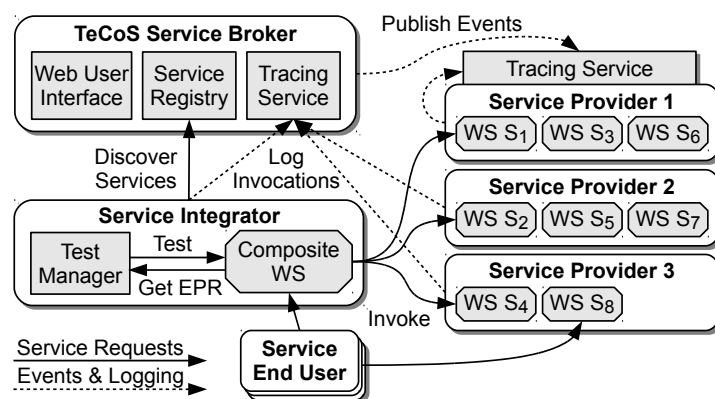 TeCoS Service Broker
Web User
Interface
Service
Registry
Tracing
Service
Publish Events
Tracing Service
Service Provider 1
WS S1
WS S3
WS S6
Discover
Services
Log
Invocations
Service Provider 2
WS S2
WS S5
WS S7
Service Integrator
Test
Manager
Test
Get EPR
Composite
WS
Service Provider 3
WS S4
WS S8
Invoke
Service
End User
Service Requests
Events & Logging